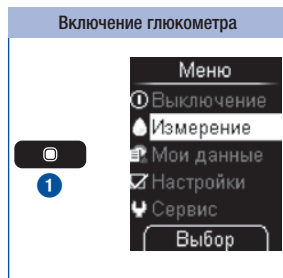 Включение глюкометра
Меню
Выключение
Измерение
Мои данные
Настройки
Сервис
Выбор
1